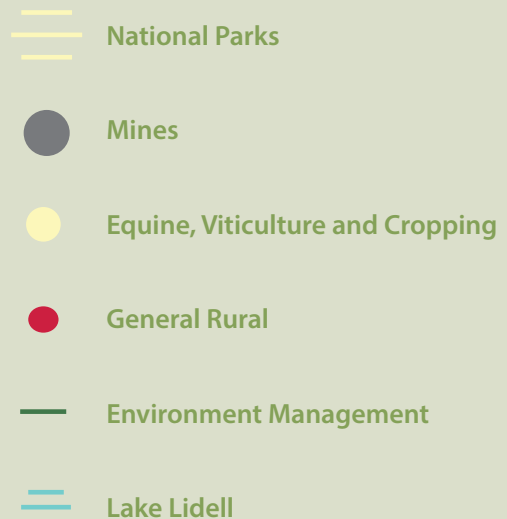 National Parks
Mines
Equine, Viticulture and Cropping
General Rural
Environment Management
Lake Lidell